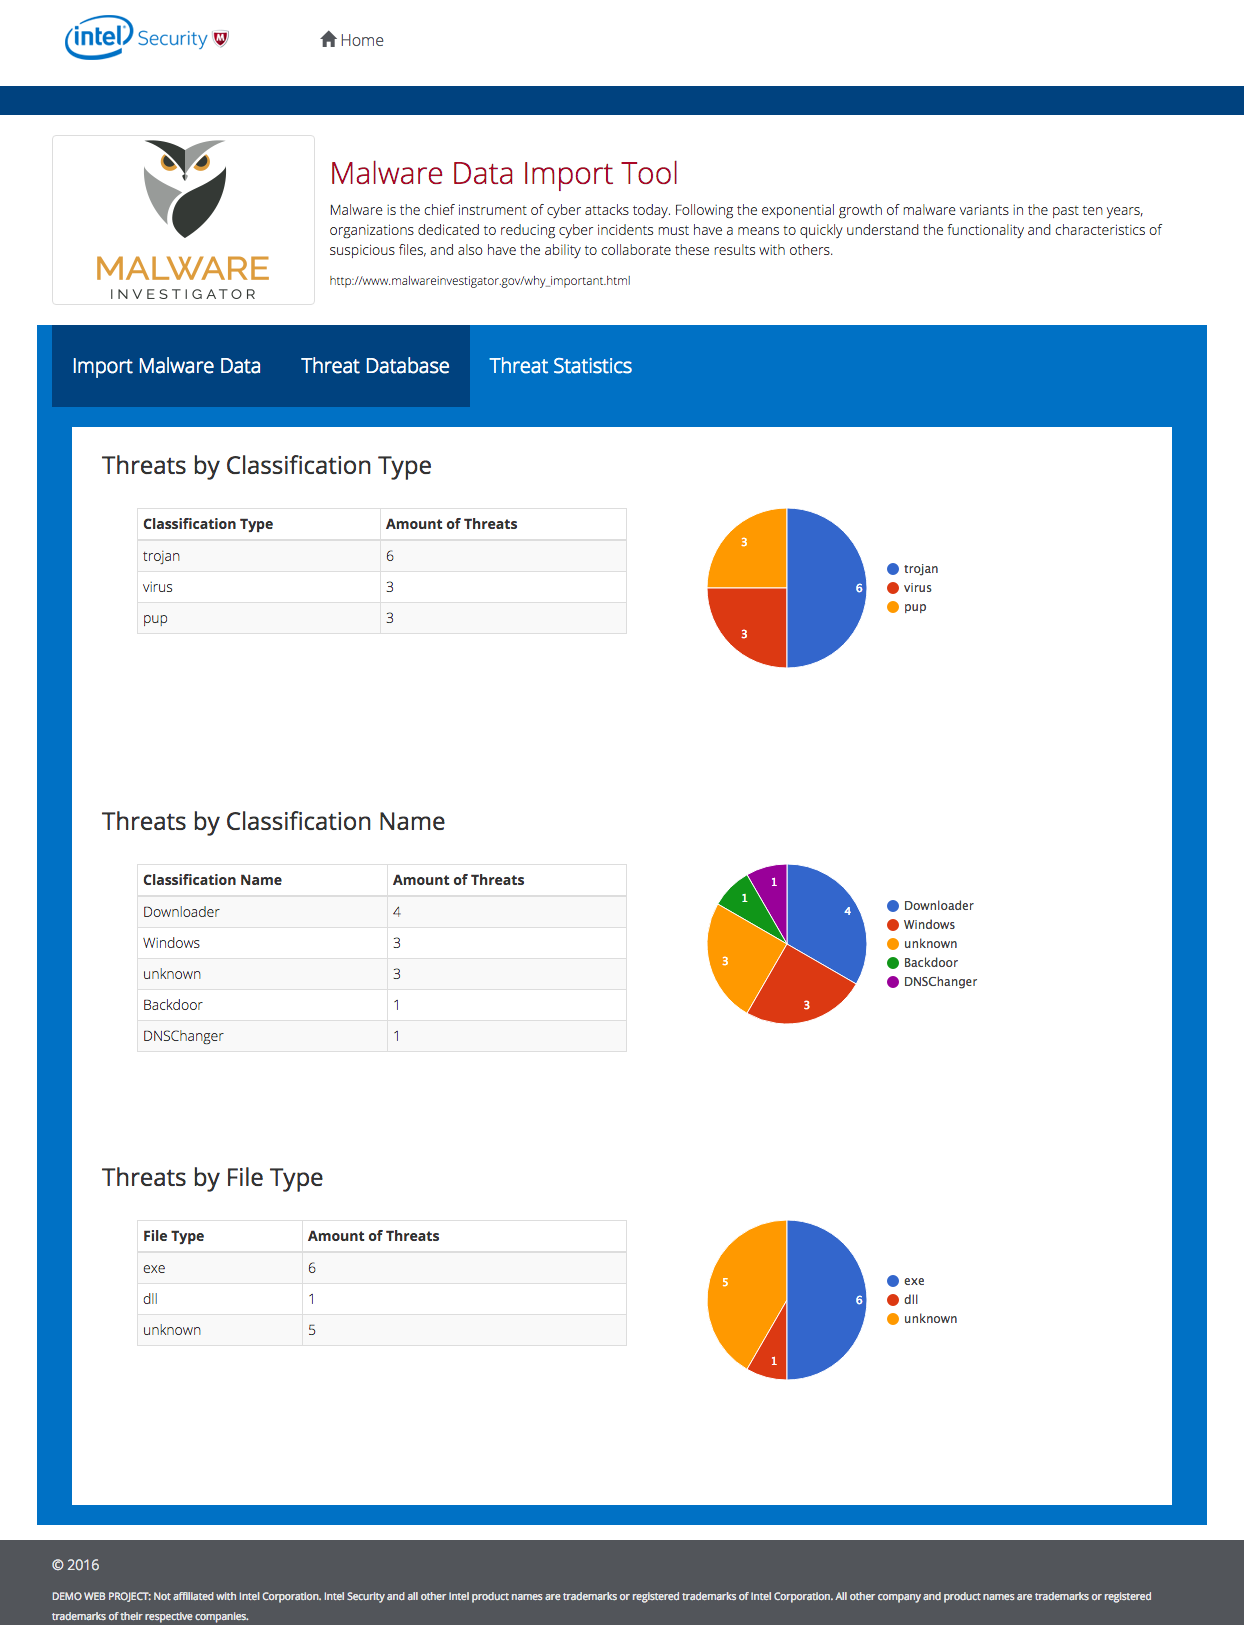 intel Security
Home
MALWARE
INVESTIGATOR
Malware Data Import Tool
Malware is the chief instrument of cyber attacks today. Following the exponential growth of malware variants in the past ten years,
organizations dedicated to reducing cyber incidents must have a means to quickly understand the functionality and characteristics of
suspicious files, and also have the ability to collaborate these results with others.
http://www.malwareinvestigator.gov/why_important.html
Import Malware Data Threat Database Threat Statistics
Threats by Classification Type
Classification Type Amount of Threats
trojan 6
virus 3
pup 3
3
6
3
trojan
virus
pup
Threats by Classification Name
Classification Name Amount of Threats
Downloader 4
Windows 3
unknown 3
Backdoor 1
DNSChanger 1
1
1
4
3
3
Downloader
Windows
unknown
Backdoor
DNSChanger
Threats by File Type
File Type Amount of Threats
exe 6
dll 1
unknown 5
5
6
1
exe
dll
unknown
© 2016
DEMO WEB PROJECT: Not affiliated with Intel Corporation. Intel Security and all other Intel product names are trademarks or registered trademarks of Intel Corporation. All other company and product names are trademarks or registered
trademarks of their respective companies.